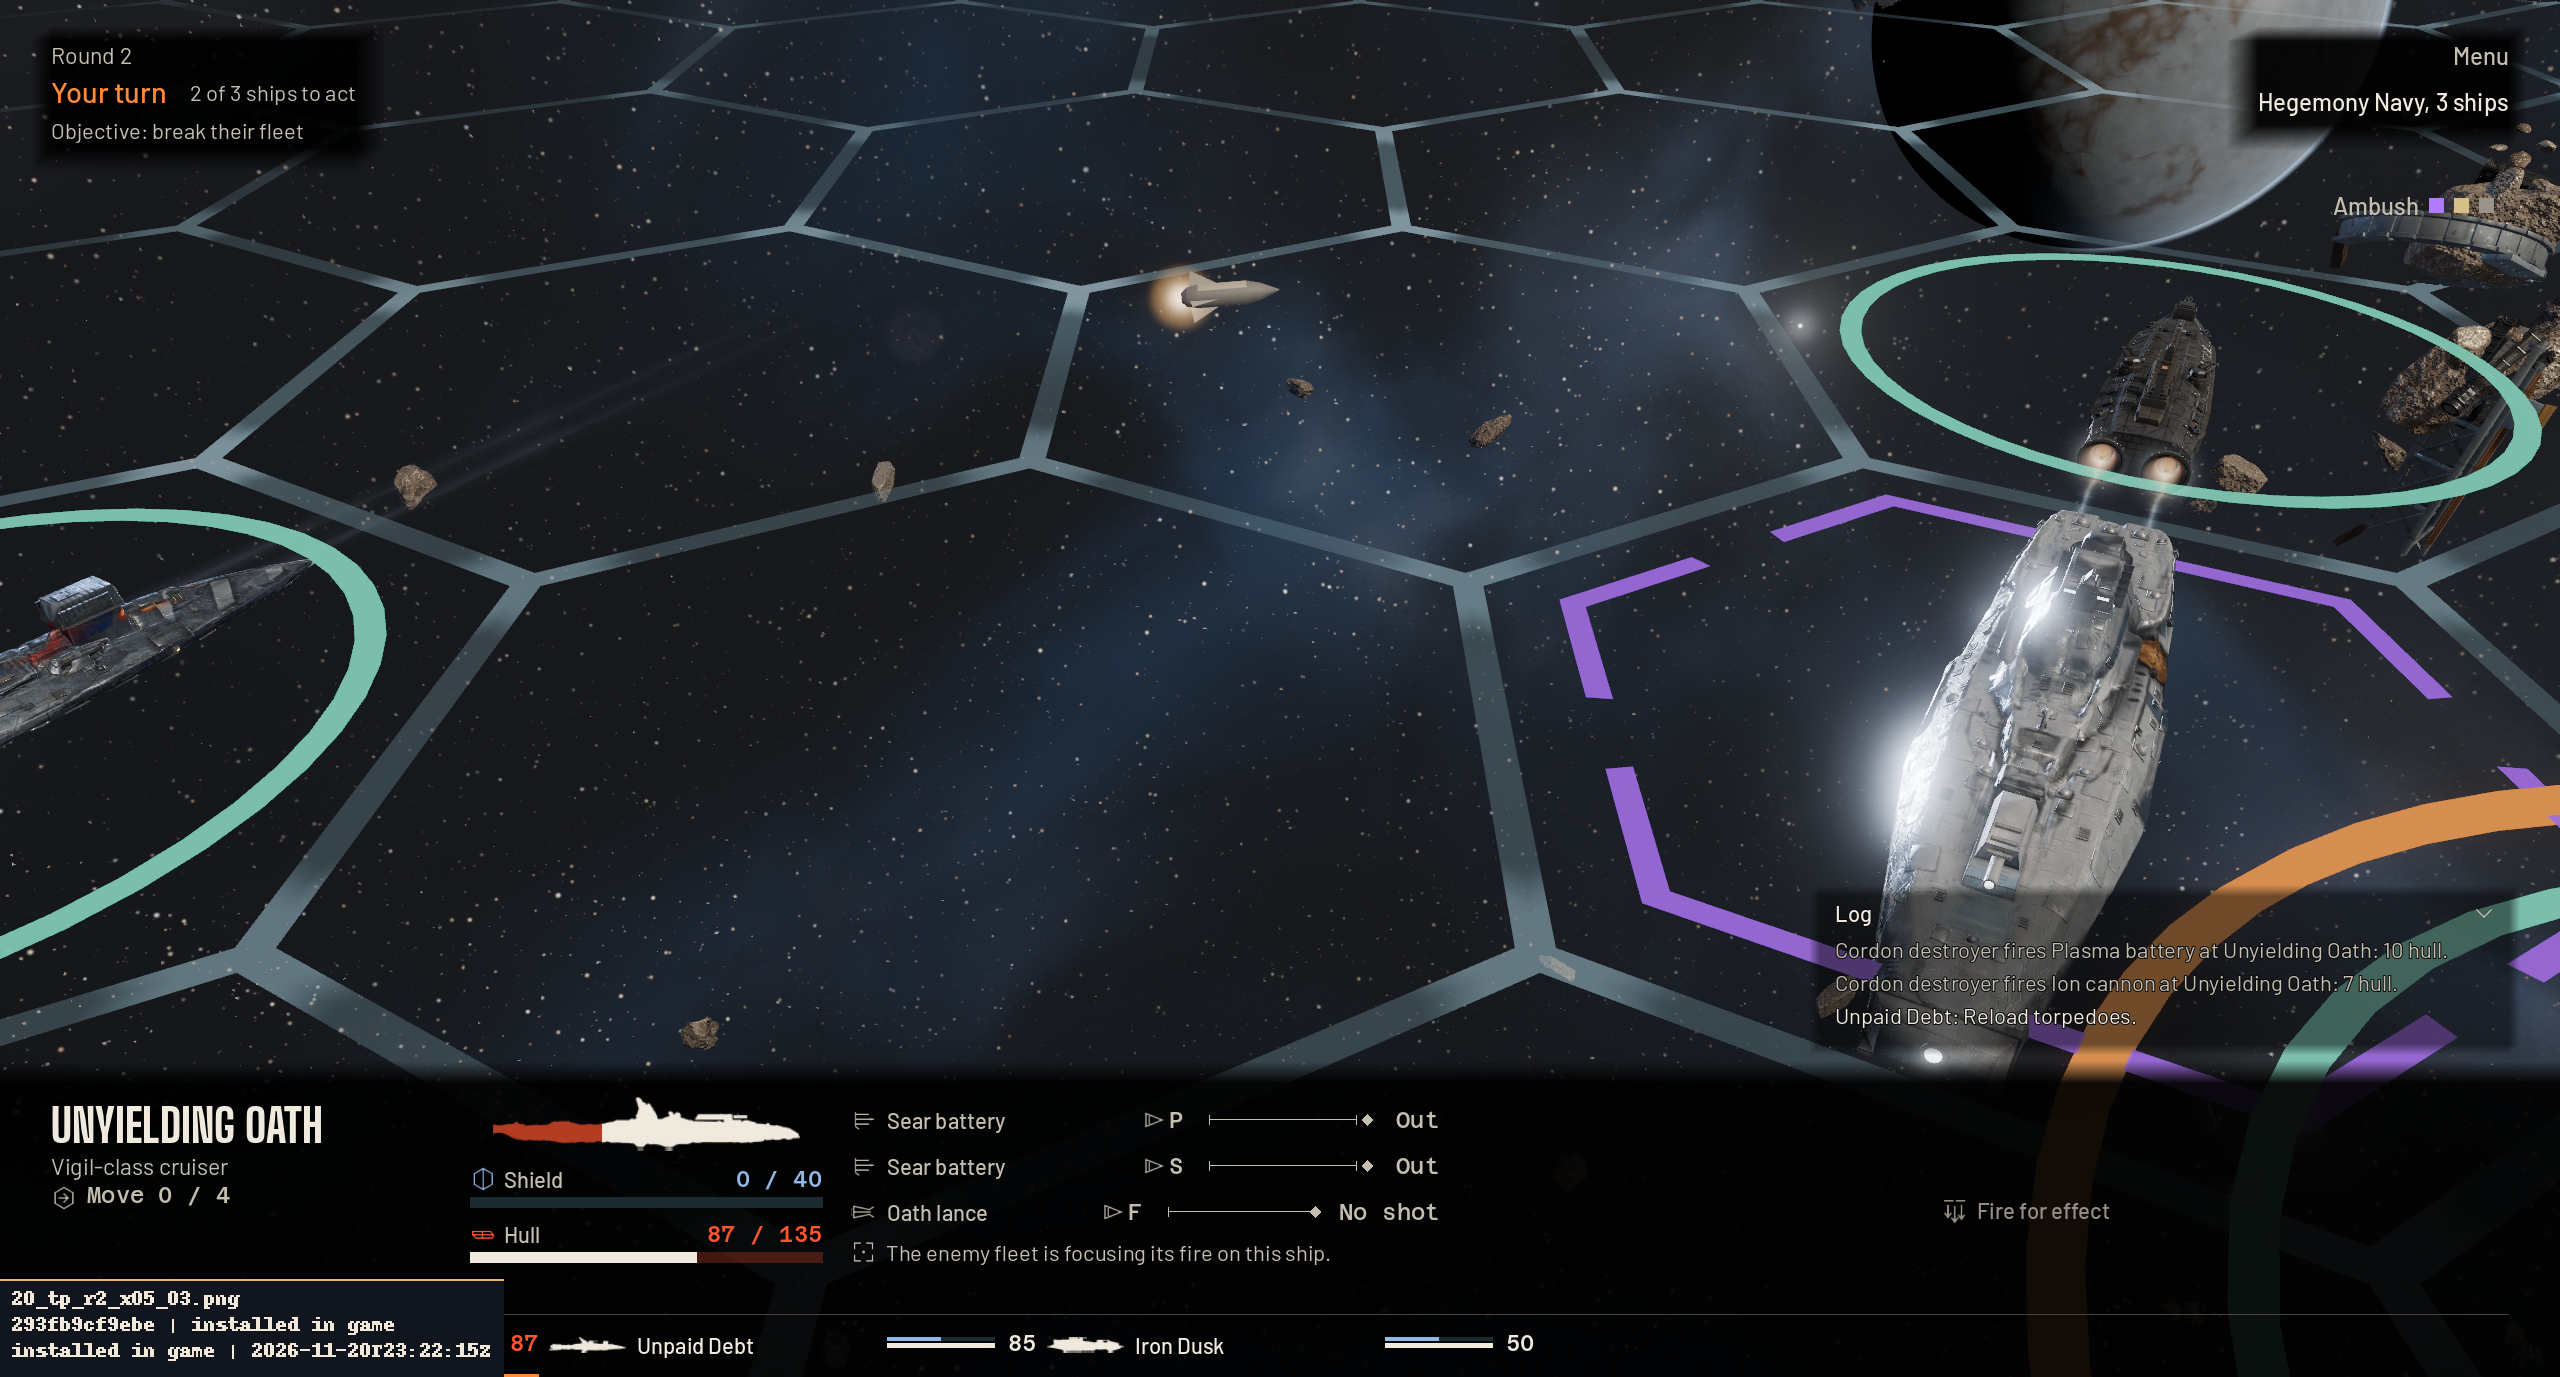 Round 2
Your turn 2 of 3 ships to act
Objective: break their fleet
Menu
Hegemony Navy, 3 ships
Ambush
Log
Cordon destroyer fires Plasma battery at Unyielding Oath: 10 hull.
Cordon destroyer fires Ion cannon at Unyielding Oath: 7 hull.
Unpaid Debt: Reload torpedoes.
UNYIELDING OATH
Vigil-class cruiser
Move 0 / 4
Shield 0 / 40
Hull 87 / 135
Sear battery P Out
Sear battery S Out
Oath lance F No shot
The enemy fleet is focusing its fire on this ship.
Fire for effect
20_tp_r2_x05_03.png
293fb9cf9ebe | installed in game
installed in game | 2026-11-20T23:22:15Z
87 Unpaid Debt 85 Iron Dusk 50